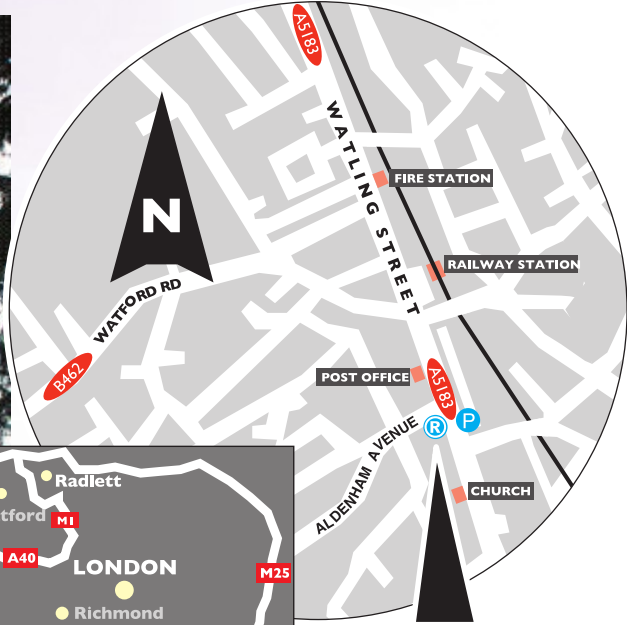 A5183
WATLING STREET
FIRE STATION
N
RAILWAY STATION
WATFORD RD
B462
POST OFFICE
A5183
P
R
ALDENHAM AVENUE
CHURCH
Radlett
tford
M1
A40
LONDON
M25
Richmond